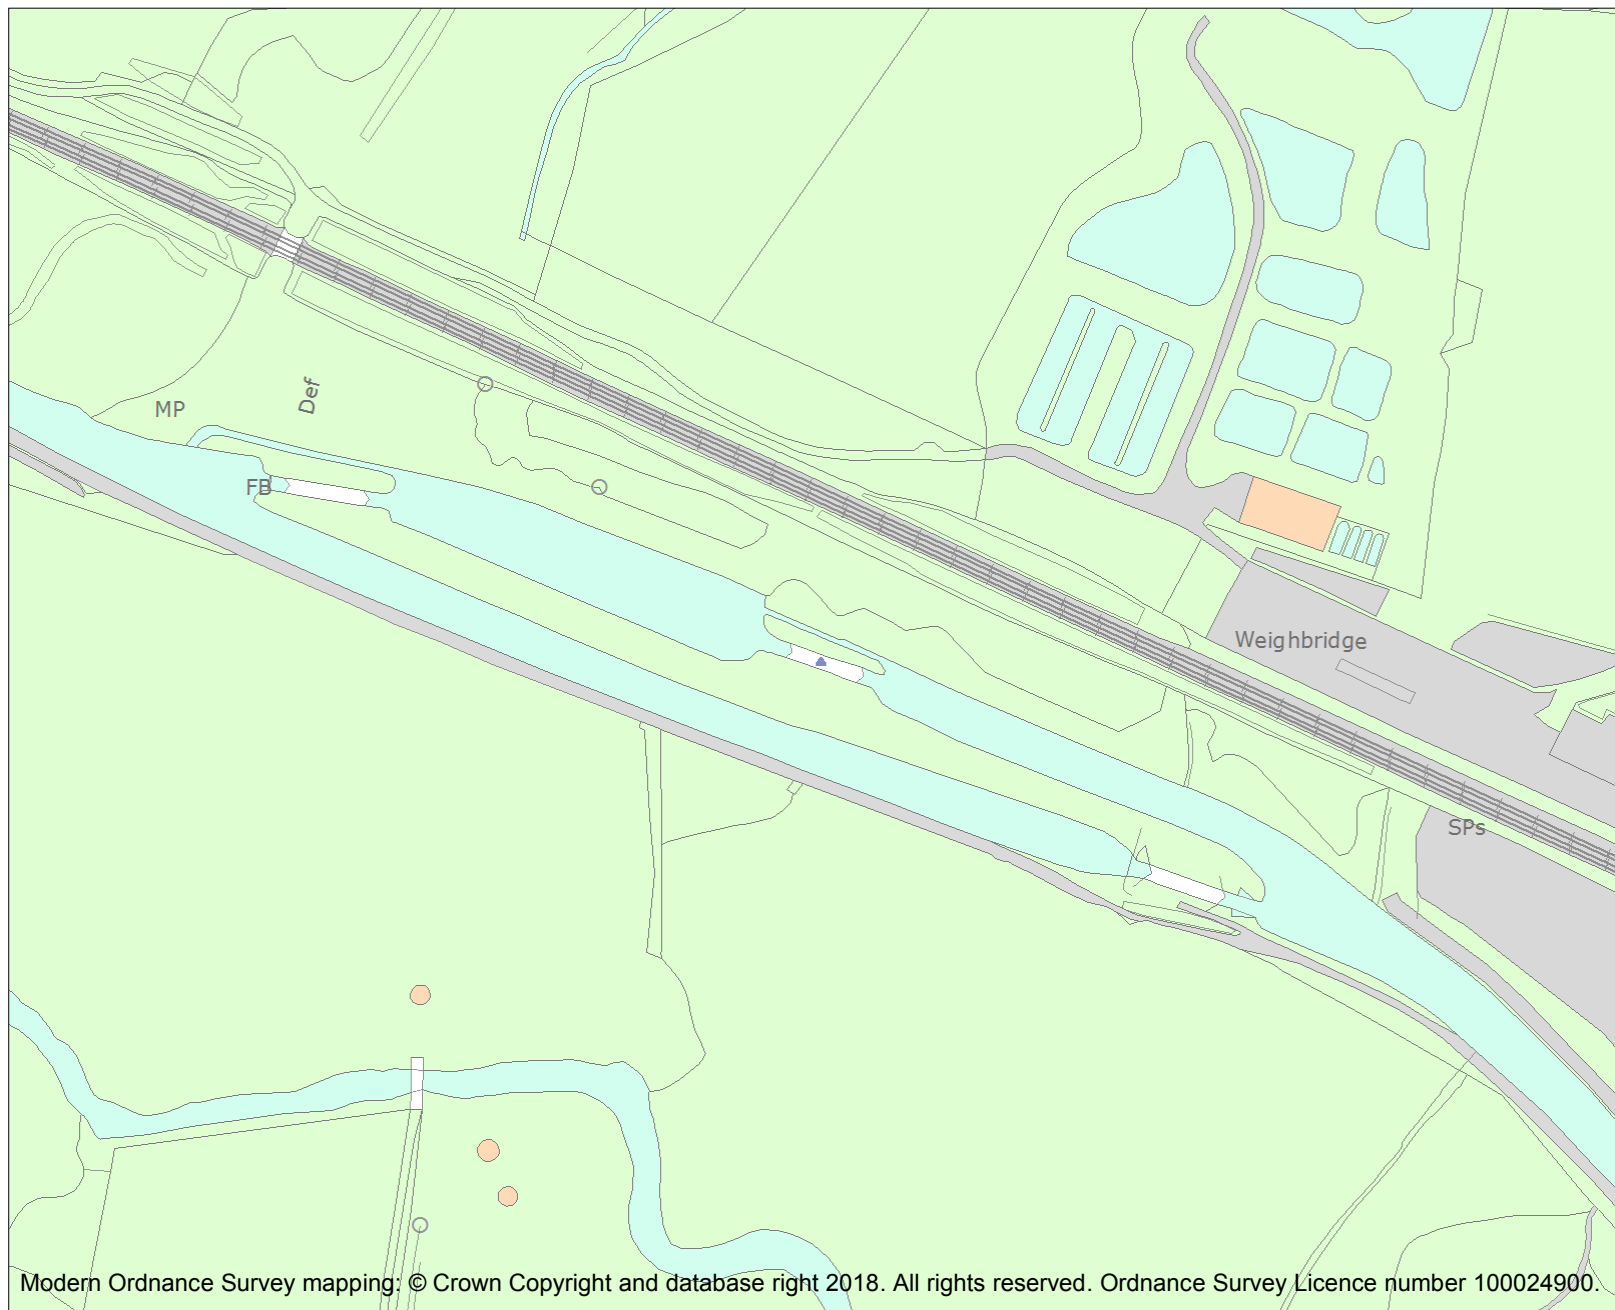 Def
MP
FB
Weighbridge
SPs
Modern Ordnance Survey mapping: © Crown Copyright and database right 2018. All rights reserved. Ordnance Survey Licence number 100024900.